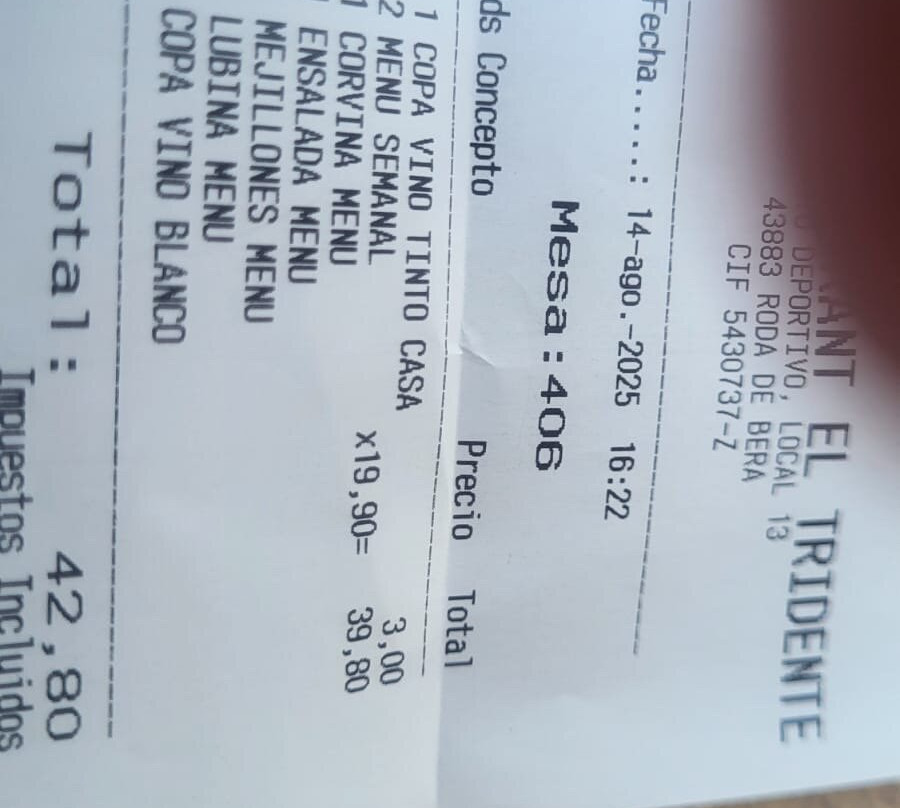 EL TRIDENTE
DEPORTIVO, LOCAL 13
43883 RODA DE BERA
CIF 5430737-Z
Fecha.....: 14-ago.-2025 16:22
Mesa:406
ds Concepto Precio Total
1 COPA VINO TINTO CASA 3,00
2 MENU SEMANAL x19,90= 39,80
1 CORVINA MENU
1 ENSALADA MENU
MEJILLONES MENU
LUBINA MENU
COPA VINO BLANCO
Total: 42,80
Impuestos Incluidos